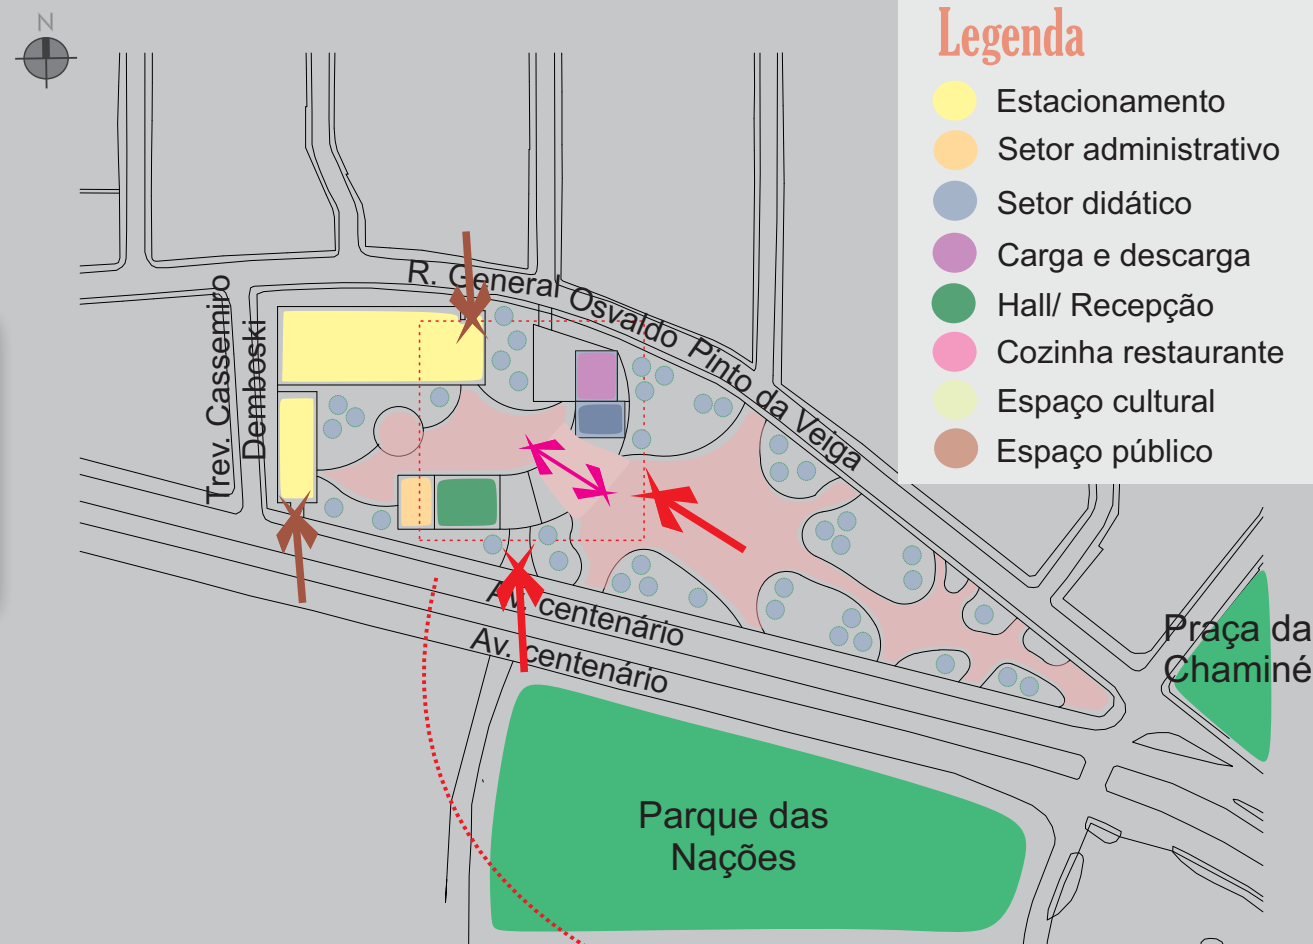 N
Legenda
Estacionamento
Setor administrativo
Setor didático
Carga e descarga
Hall/ Recepção
Cozinha restaurante
Espaço cultural
Espaço público
R. General Osvaldo Pinto da Veiga
Trev. Cassemiro
Demboski
Av. centenário
Av. centenário
Praça da
Chaminé
Parque das
Nações